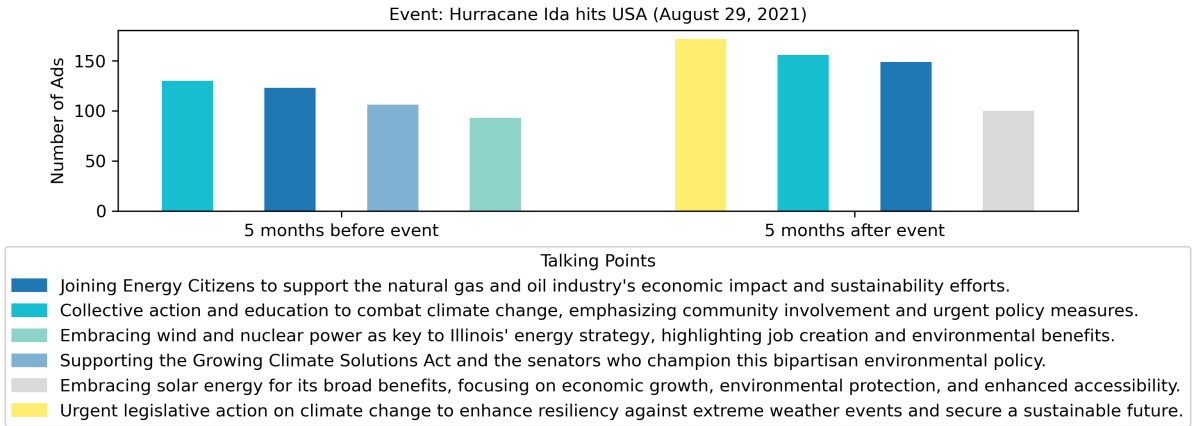 Event: Hurracane Ida hits USA (August 29, 2021)
Number of Ads
150
100
50
0
5 months before event
5 months after event
Talking Points
Joining Energy Citizens to support the natural gas and oil industry's economic impact and sustainability efforts.
Collective action and education to combat climate change, emphasizing community involvement and urgent policy measures.
Embracing wind and nuclear power as key to Illinois' energy strategy, highlighting job creation and environmental benefits.
Supporting the Growing Climate Solutions Act and the senators who champion this bipartisan environmental policy.
Embracing solar energy for its broad benefits, focusing on economic growth, environmental protection, and enhanced accessibility.
Urgent legislative action on climate change to enhance resiliency against extreme weather events and secure a sustainable future.